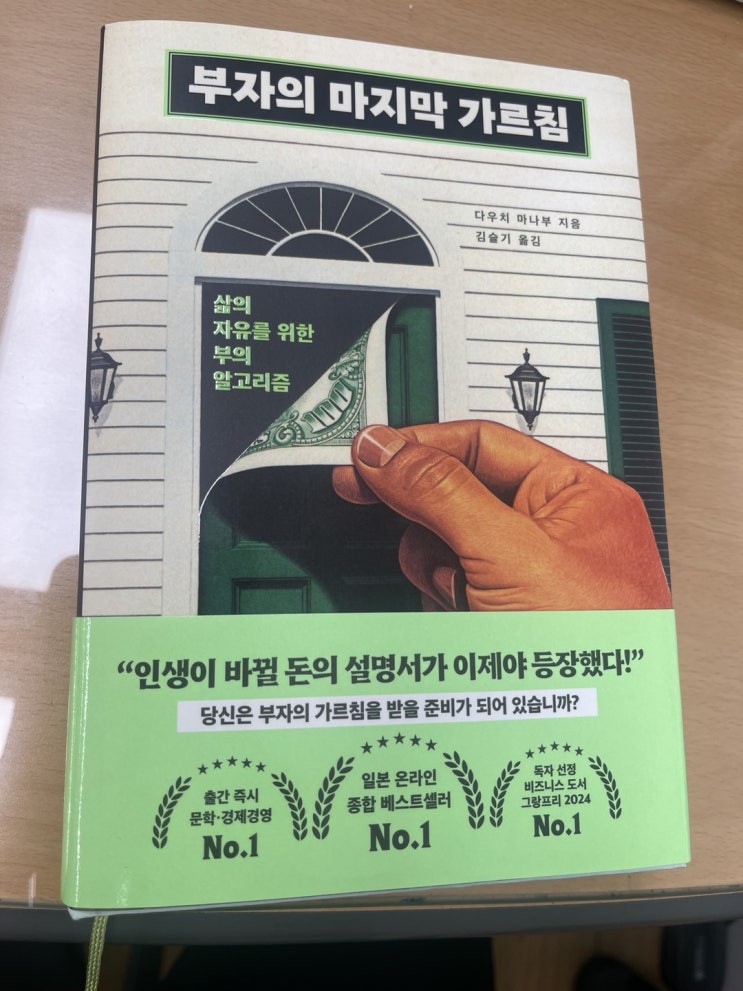 부자의 마지막 가르침
다우치 마나부 지음
김슬기 옮김
삶의
자유를 위한
부의
알고리즘
“인생이 바뀔 돈의 설명서가 이제야 등장했다!”
당신은 부자의 가르침을 받을 준비가 되어 있습니까?
출간 즉시
문학·경제경영
No.1
일본 온라인
종합 베스트셀러
No.1
독자 선정
비즈니스 도서
그랑프리 2024
No.1